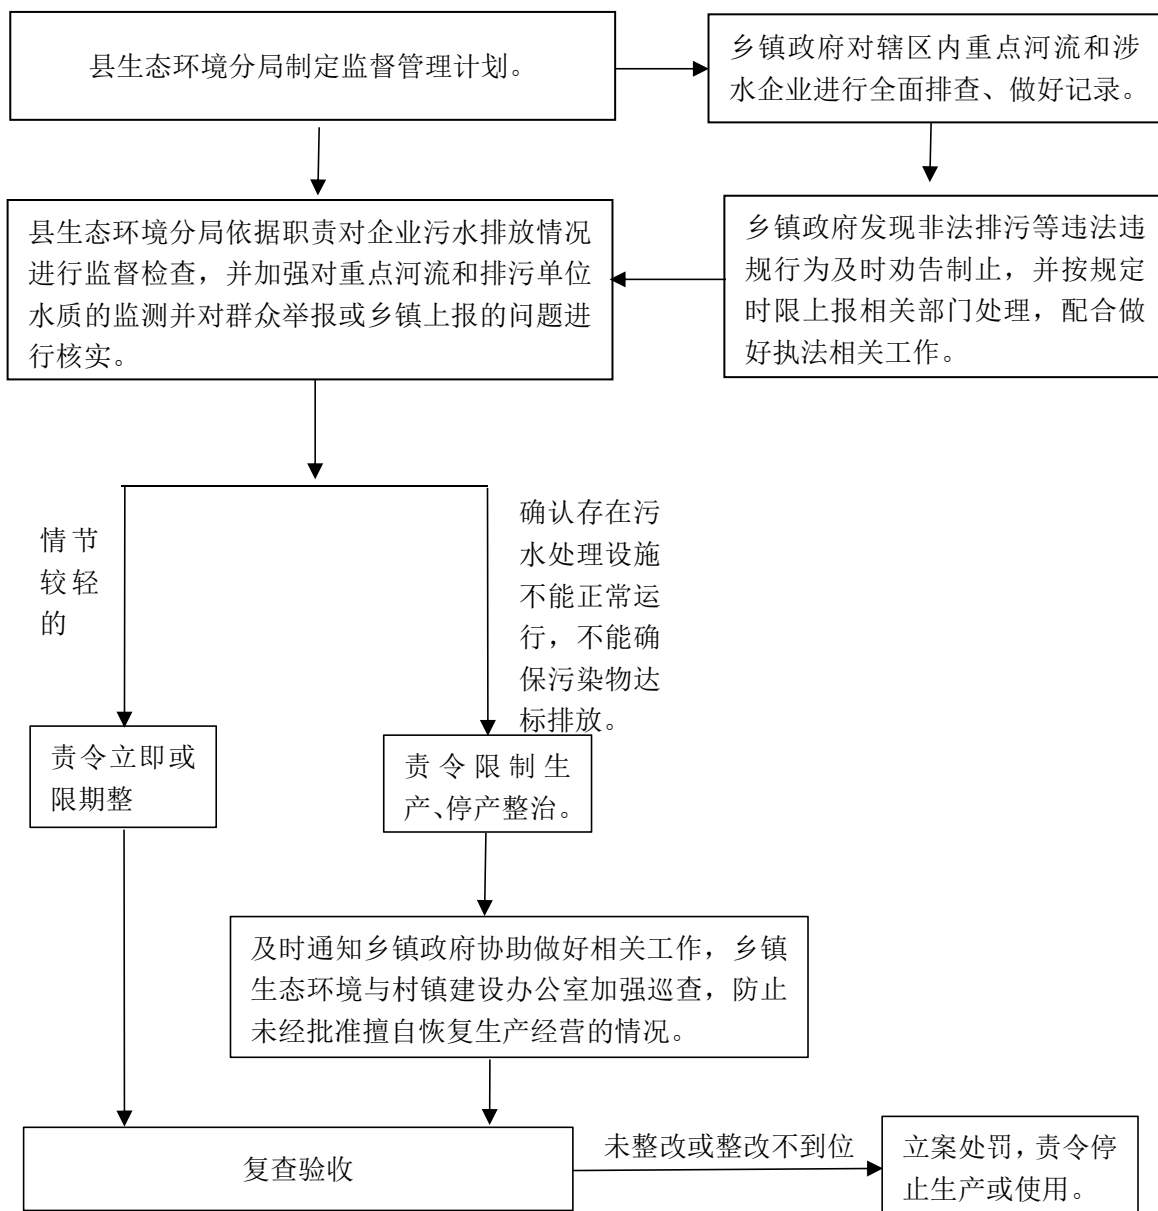 县生态环境分局制定监督管理计划。
乡镇政府对辖区内重点河流和涉
水企业进行全面排查、做好记录。
县生态环境分局依据职责对企业污水排放情况
进行监督检查，并加强对重点河流和排污单位
水质的监测并对群众举报或乡镇上报的问题进
行核实。
乡镇政府发现非法排污等违法违
规行为及时劝告制止，并按规定
时限上报相关部门处理，配合做
好执法相关工作。
情节
较轻
的
确认存在污
水处理设施
不能正常运
行，不能确
保污染物达
标排放。
责令立即或
限期整
责令限制生
产、停产整治。
及时通知乡镇政府协助做好相关工作，乡镇
生态环境与村镇建设办公室加强巡查，防止
未经批准擅自恢复生产经营的情况。
复查验收
未整改或整改不到位
立案处罚，责令停
止生产或使用。